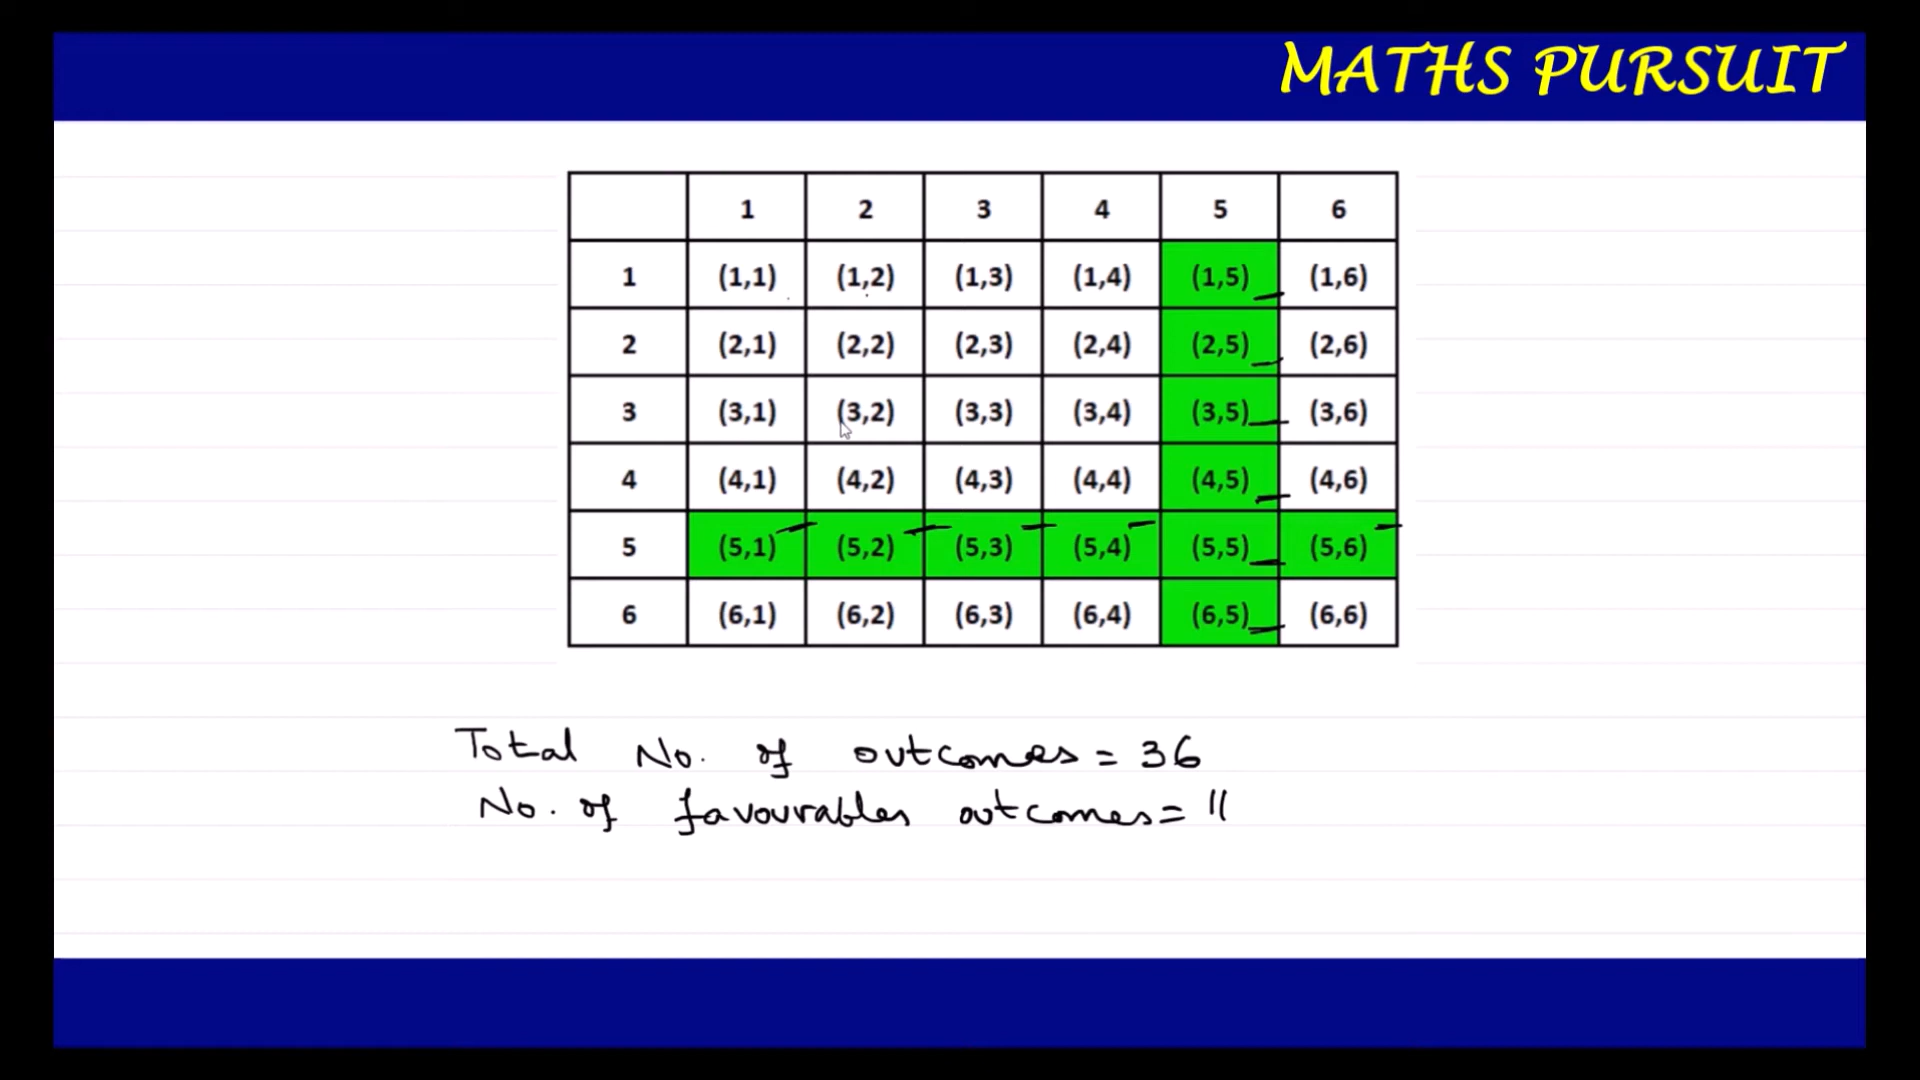 MATHS PURSUIT
1 2 3 4 5 6
1 (1,1) (1,2) (1,3) (1,4) (1,5) (1,6)
2 (2,1) (2,2) (2,3) (2,4) (2,5) (2,6)
3 (3,1) (3,2) (3,3) (3,4) (3,5) (3,6)
4 (4,1) (4,2) (4,3) (4,4) (4,5) (4,6)
5 (5,1) (5,2) (5,3) (5,4) (5,5) (5,6)
6 (6,1) (6,2) (6,3) (6,4) (6,5) (6,6)
Total No. of outcomes = 36
No. of favourables outcomes = 11